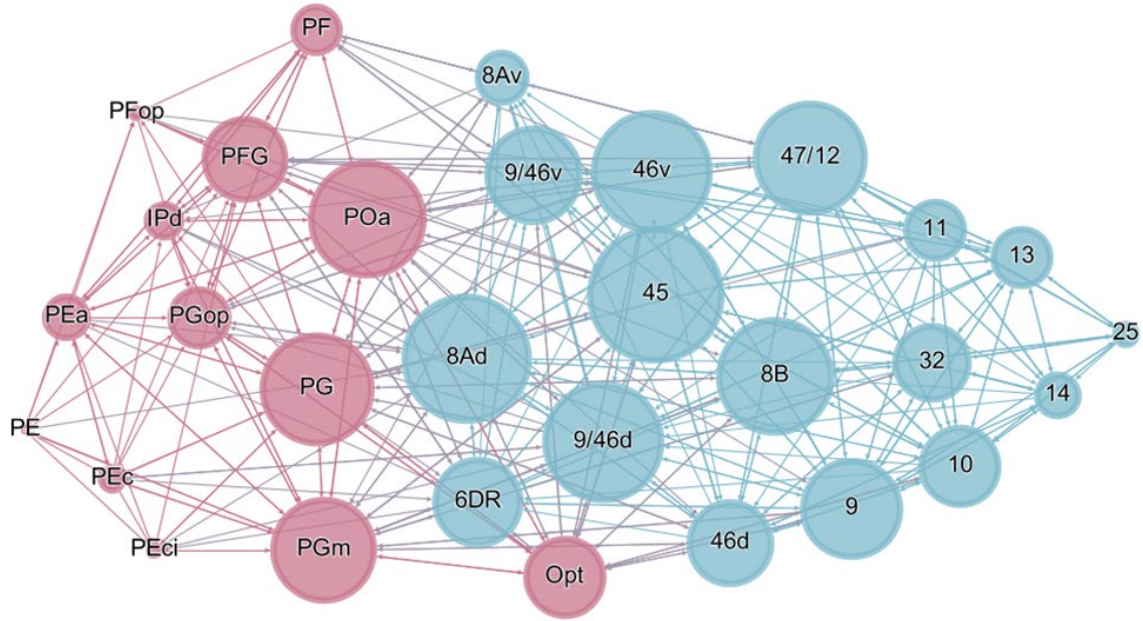 PF
8Av
PFop
PFG
9/46v
46v
47/12
IPd
POa
11
13
PEa
PGop
45
25
8Ad
32
PG
8B
14
PE
9/46d
PEc
10
6DR
9
PEci
PGm
46d
Opt